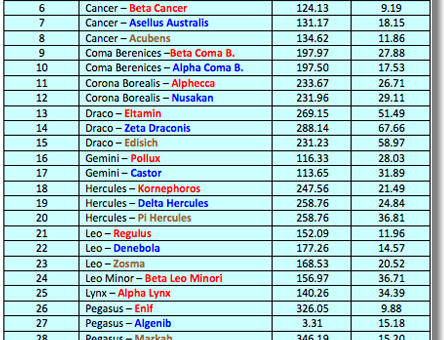 6 Cancer – Beta Cancer 124.13 9.19
7 Cancer – Asellus Australis 131.17 18.15
8 Cancer – Acubens 134.62 11.86
9 Coma Berenices –Beta Coma B. 197.97 27.88
10 Coma Berenices – Alpha Coma B. 197.50 17.53
11 Corona Borealis – Alphecca 233.67 26.71
12 Corona Borealis – Nusakan 231.96 29.11
13 Draco – Eltamin 269.15 51.49
14 Draco – Zeta Draconis 288.14 67.66
15 Draco – Edisich 231.23 58.97
16 Gemini – Pollux 116.33 28.03
17 Gemini – Castor 113.65 31.89
18 Hercules – Kornephoros 247.56 21.49
19 Hercules – Delta Hercules 258.76 24.84
20 Hercules – Pi Hercules 258.76 36.81
21 Leo – Regulus 152.09 11.96
22 Leo – Denebola 177.26 14.57
23 Leo – Zosma 168.53 20.52
24 Leo Minor – Beta Leo Minori 156.97 36.71
25 Lynx – Alpha Lynx 140.26 34.39
26 Pegasus – Enif 326.05 9.88
27 Pegasus – Algenib 3.31 15.18
28 Pegasus – Markab 346.19 15.20